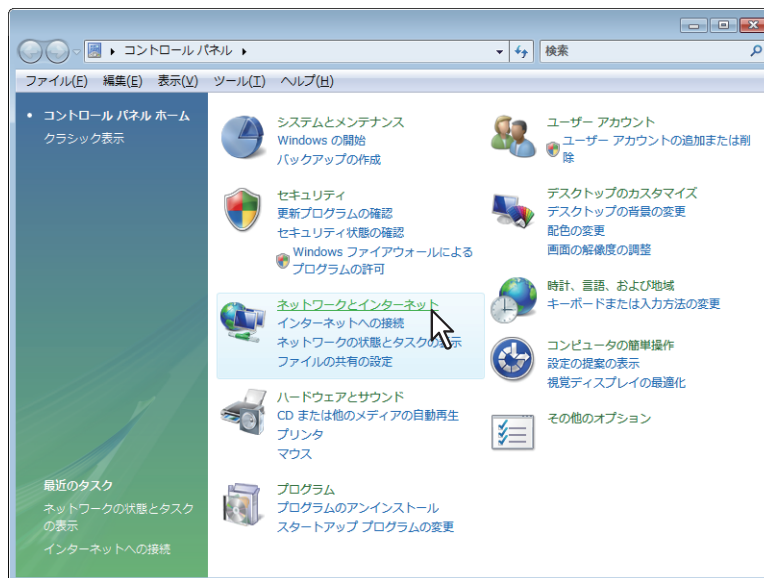 コントロール パネル
検索
ファイル(F) 編集(E) 表示(V) ツール(T) ヘルプ(H)
コントロール パネル ホーム
クラシック表示
システムとメンテナンス
Windows の開始
バックアップの作成
セキュリティ
更新プログラムの確認
セキュリティ状態の確認
Windows ファイアウォールによる
プログラムの許可
ネットワークとインターネット
インターネットへの接続
ネットワークの状態とタスクの表示
ファイルの共有の設定
ハードウェアとサウンド
CD または他のメディアの自動再生
プリンタ
マウス
プログラム
プログラムのアンインストール
スタートアップ プログラムの変更
ユーザー アカウント
ユーザー アカウントの追加または削
除
デスクトップのカスタマイズ
デスクトップの背景の変更
配色の変更
画面の解像度の調整
時計、言語、および地域
キーボードまたは入力方法の変更
コンピュータの簡単操作
設定の提案の表示
視覚ディスプレイの最適化
その他のオプション
最近のタスク
ネットワークの状態とタスク
の表示
インターネットへの接続